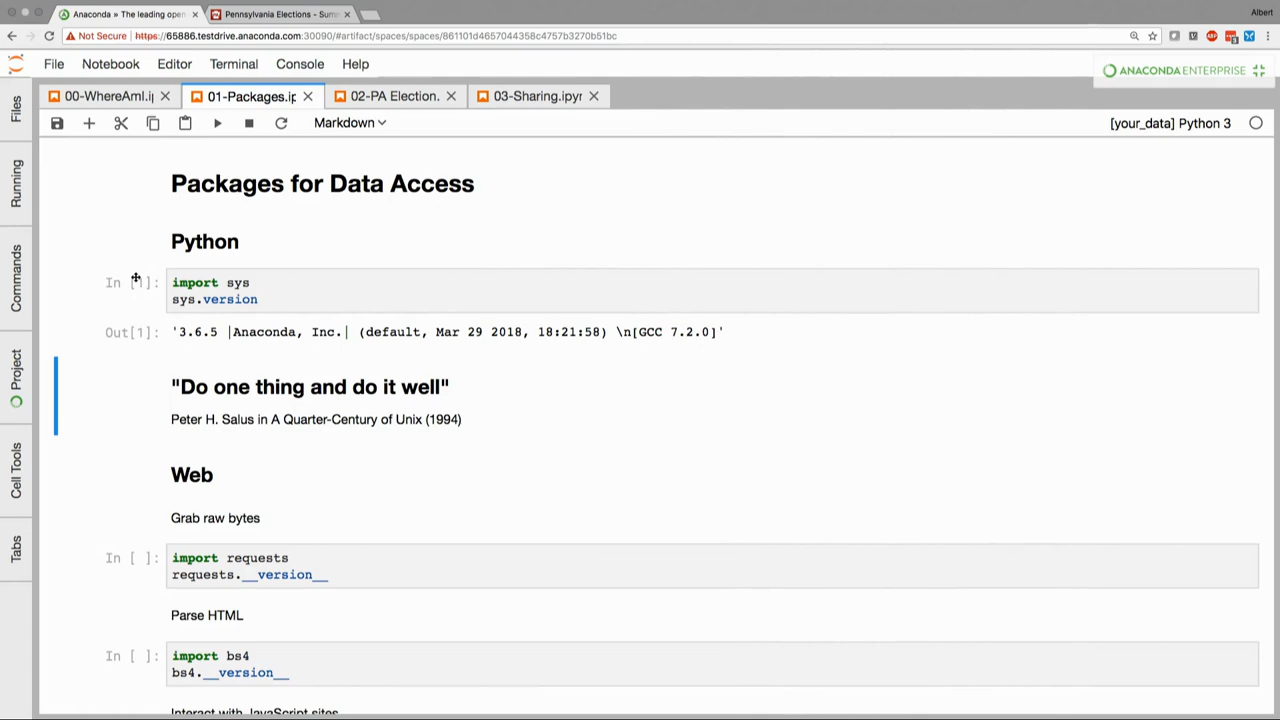 Anaconda » The leading open
Pennsylvania Elections - Sum
Albert
Not Secure
https://65886.testdrive.anaconda.com:30090/#artifact/spaces/spaces/861101d4657044358c4757b3270b51bc
File Notebook Editor Terminal Console Help
ANACONDA ENTERPRISE
00-WhereAmI.i
01-Packages.ip
02-PA Election.
03-Sharing.ipyr
Markdown
[your_data] Python 3
Files
Running
Commands
Project
Cell Tools
Tabs
Packages for Data Access
Python
In [1]:
import sys
sys.version
Out[1]: '3.6.5 |Anaconda, Inc.| (default, Mar 29 2018, 18:21:58) \n[GCC 7.2.0]'
"Do one thing and do it well"
Peter H. Salus in A Quarter-Century of Unix (1994)
Web
Grab raw bytes
In [ ]: import requests
requests.__version__
Parse HTML
In [ ]: import bs4
bs4.__version__
Interact with JavaScript sites